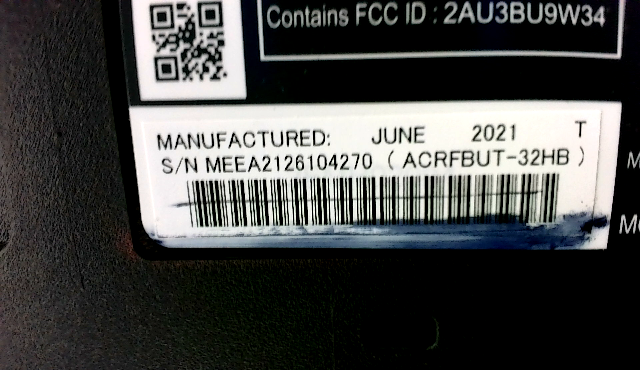 Contains FCC ID : 2AU3BU9W34
MANUFACTURED: JUNE 2021 T
S/N MEEA2126104270 ( ACRFBUT-32HB )